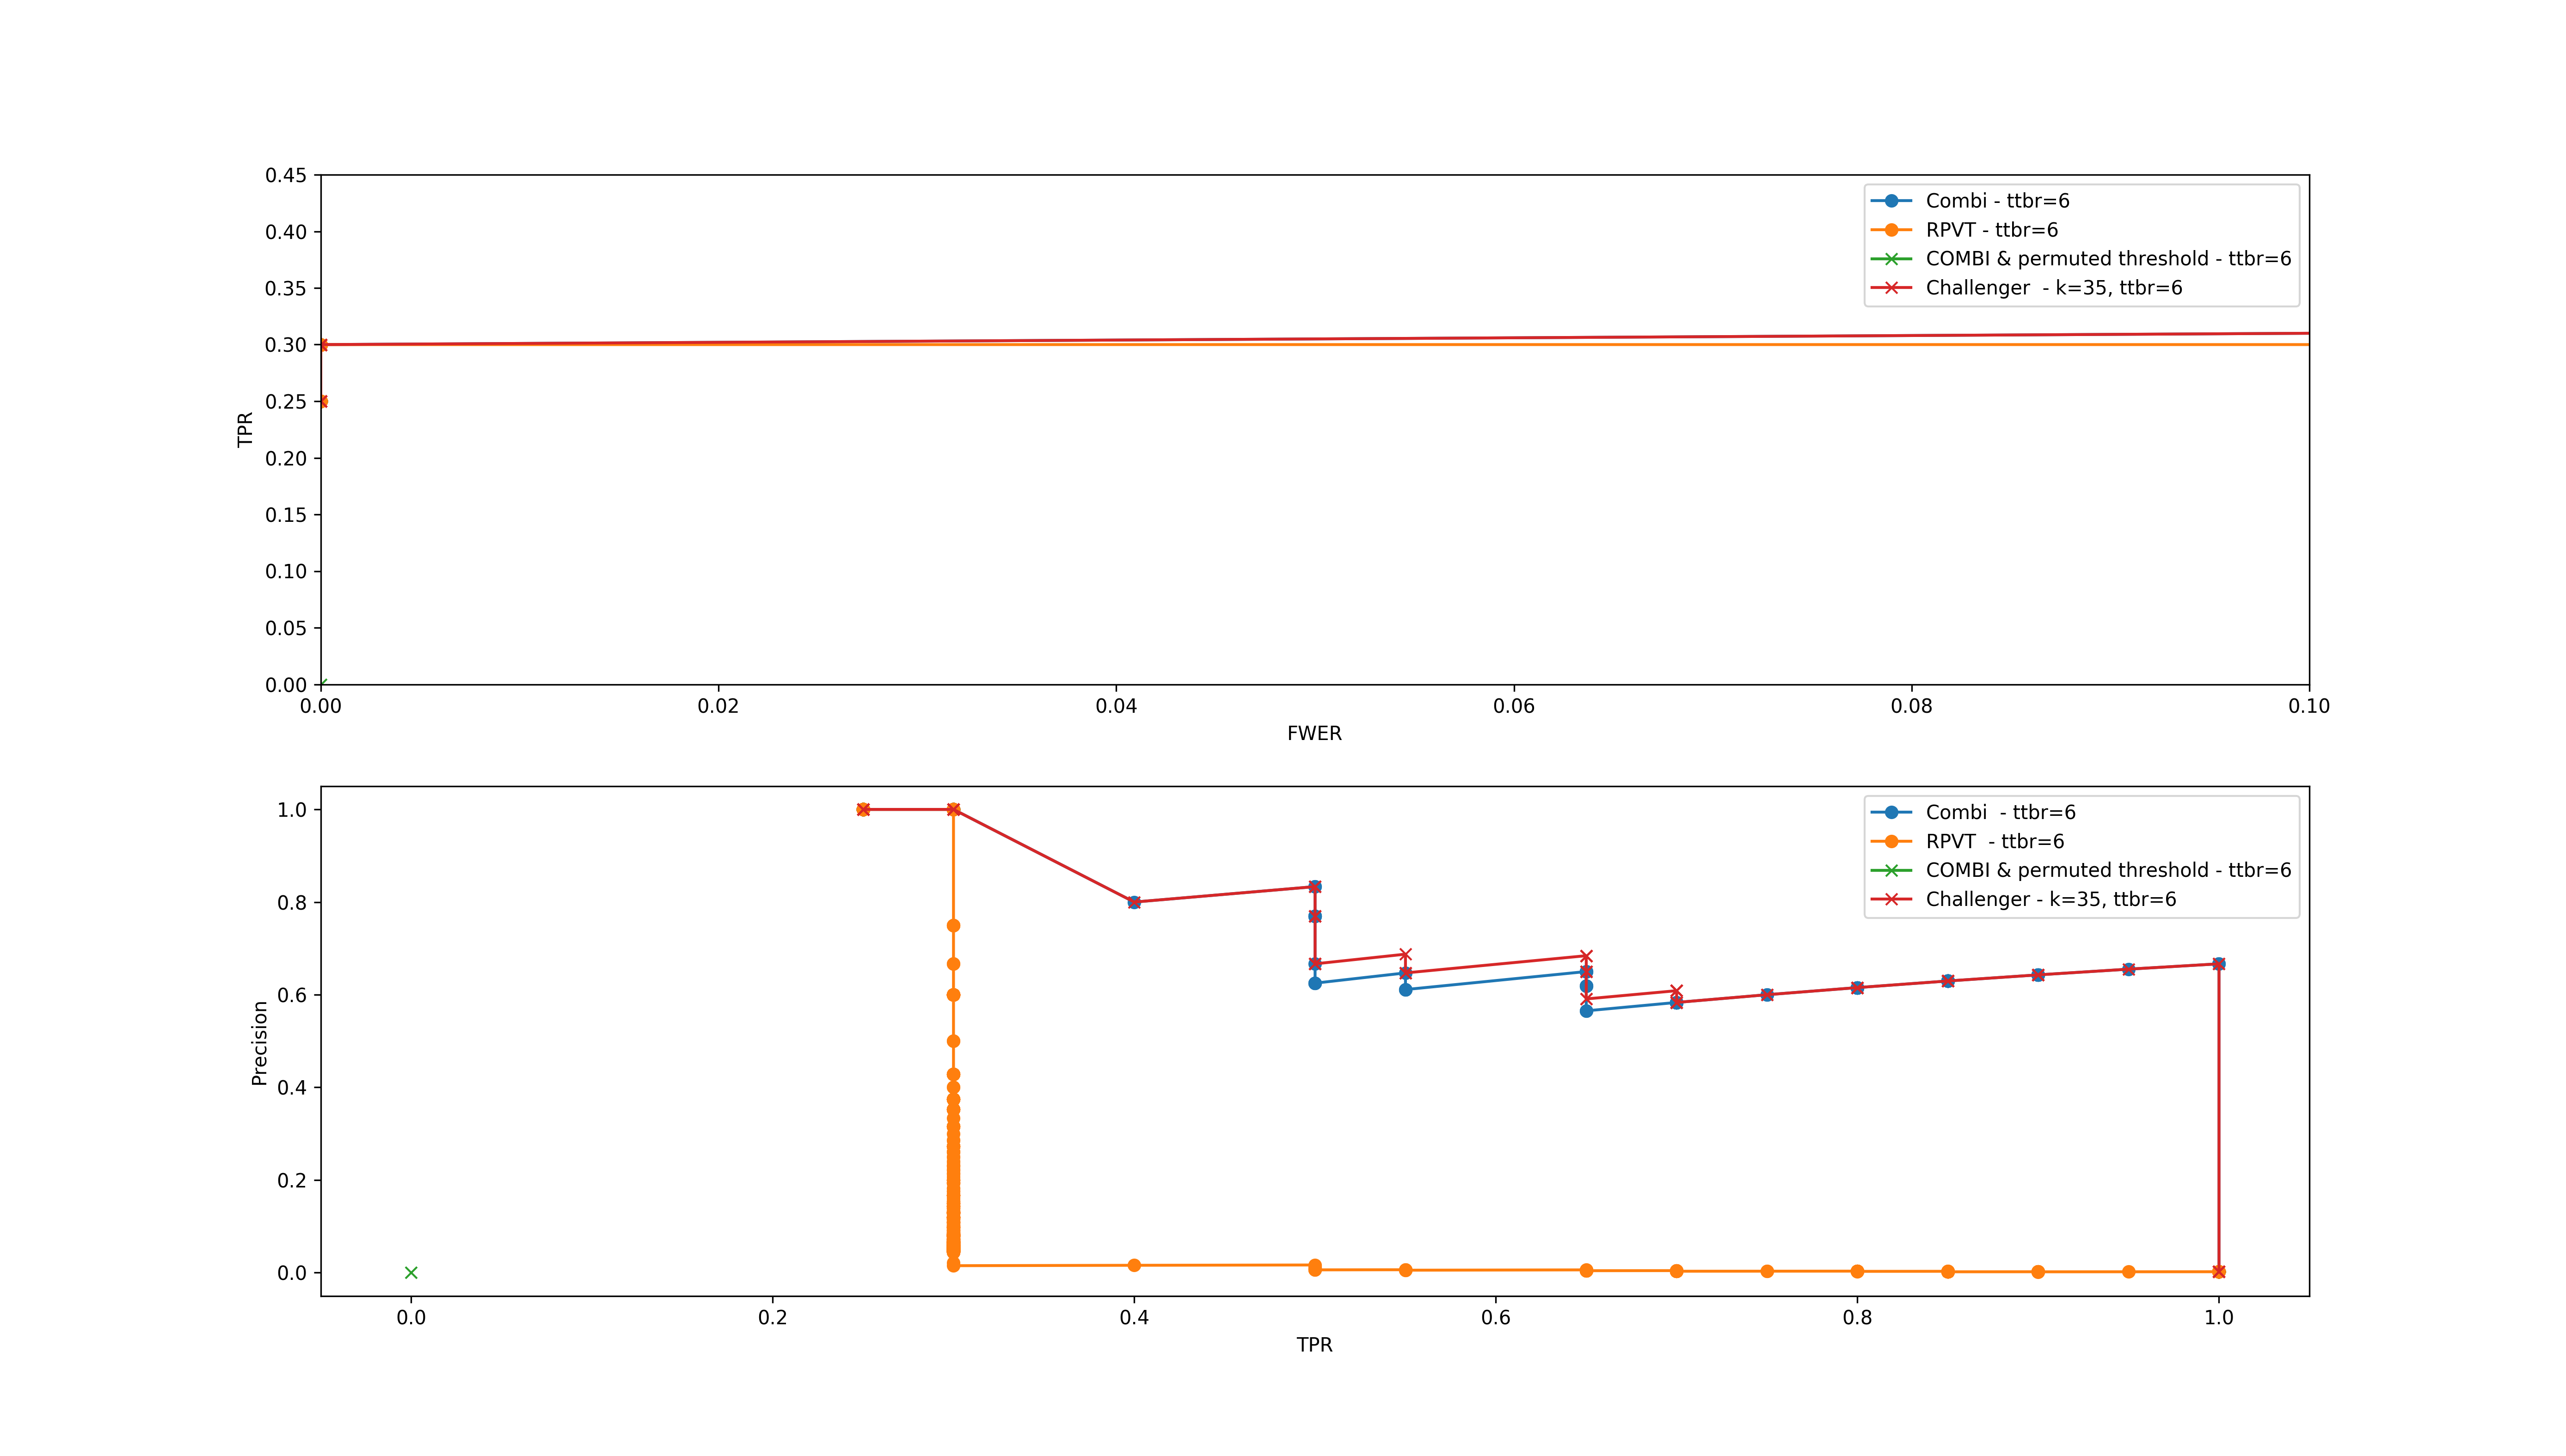 0.45
0.40
0.35
0.30
0.25
0.20
0.15
0.10
0.05
0.00
TPR
Combi - ttbr=6
RPVT - ttbr=6
COMBI & permuted threshold - ttbr=6
Challenger  - k=35, ttbr=6
0.00 0.02 0.04 0.06 0.08 0.10
FWER
1.0
0.8
0.6
0.4
0.2
0.0
Precision
Combi  - ttbr=6
RPVT  - ttbr=6
COMBI & permuted threshold - ttbr=6
Challenger - k=35, ttbr=6
0.0 0.2 0.4 0.6 0.8 1.0
TPR